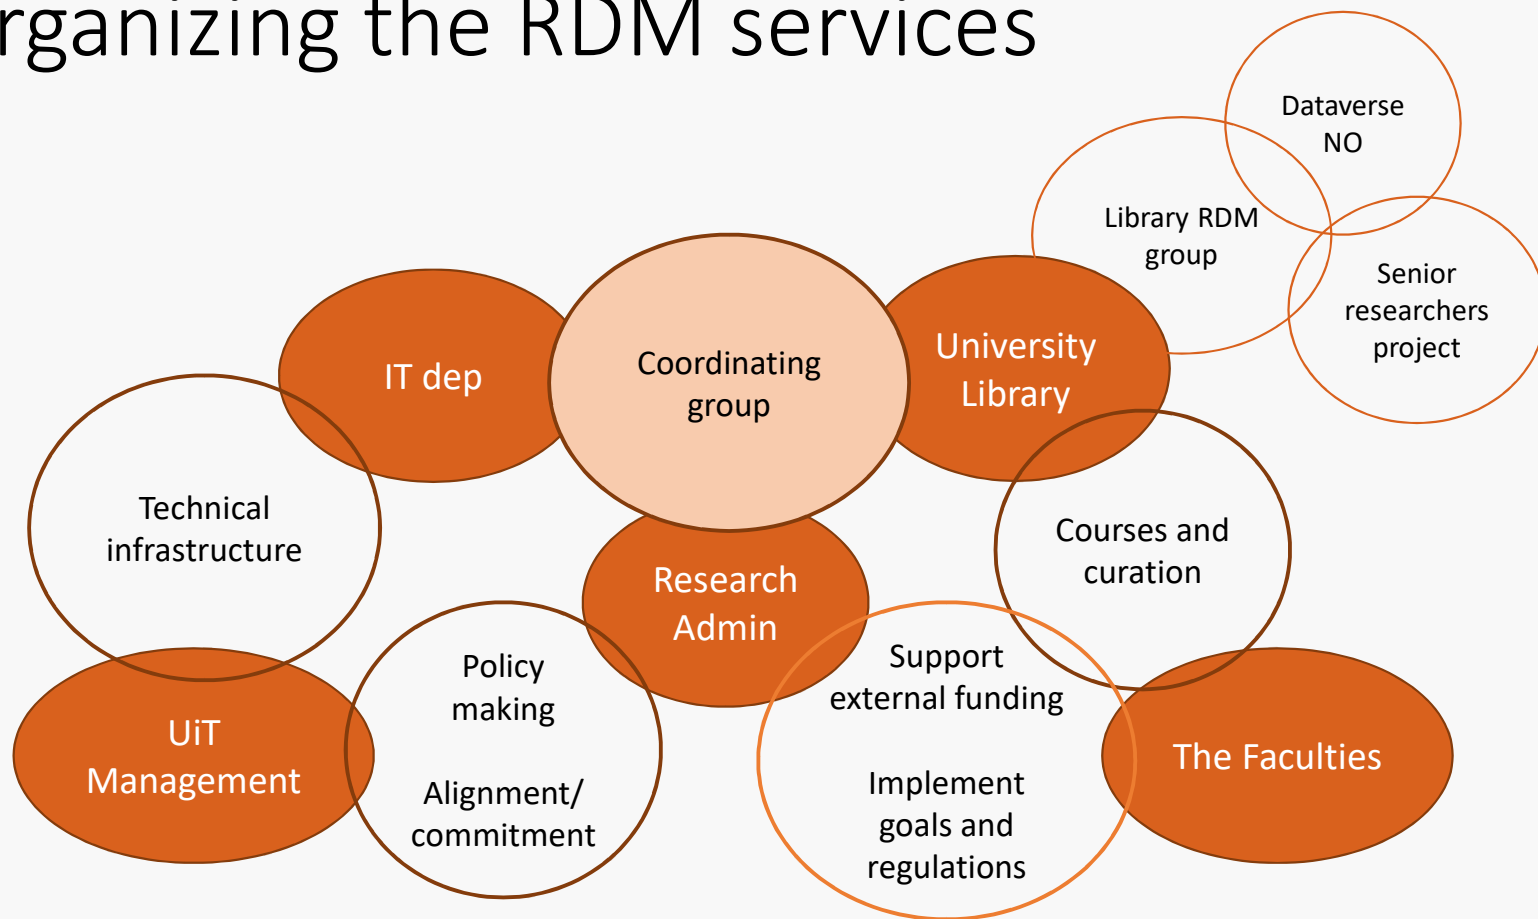 rganizing the RDM services
Dataverse
NO
Library RDM
group
Senior
researchers
project
IT dep
Coordinating
group
University
Library
Technical
infrastructure
Courses and
curation
Research
Admin
Policy
making
Alignment/
commitment
Support
external funding
Implement
goals and
regulations
UiT
Management
The Faculties